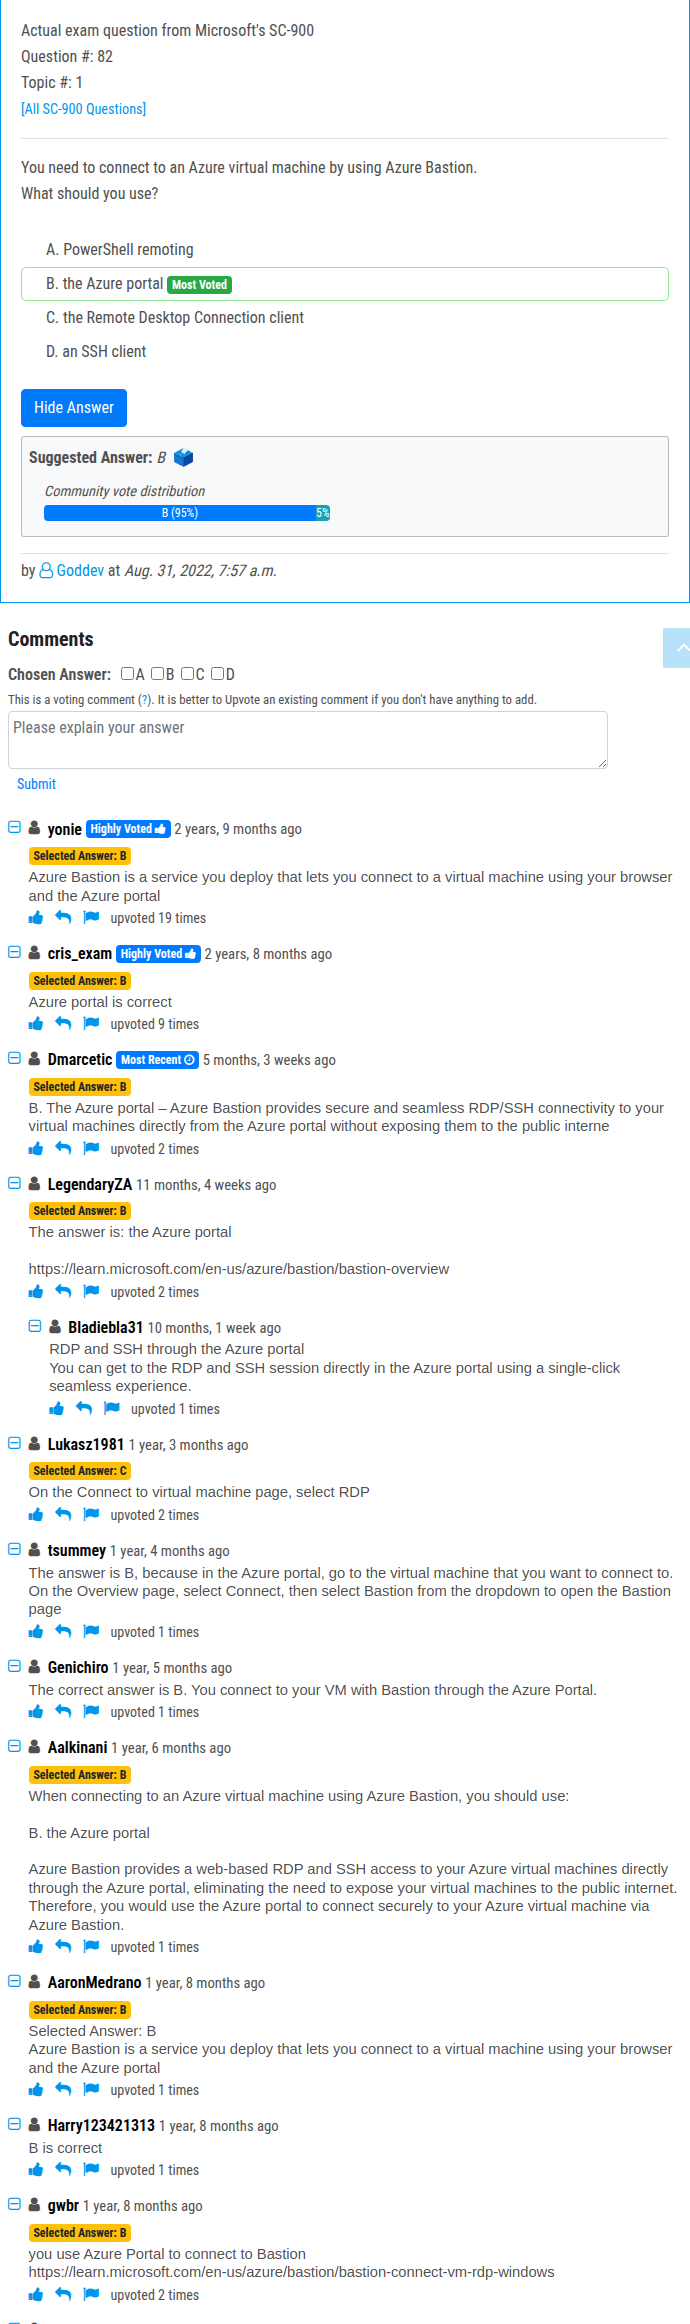 Actual exam question from Microsoft's SC-900
Question #: 82
Topic #: 1
[All SC-900 Questions]
You need to connect to an Azure virtual machine by using Azure Bastion.
What should you use?
A. PowerShell remoting
B. the Azure portal Most Voted
C. the Remote Desktop Connection client
D. an SSH client
Hide Answer
Suggested Answer: B
Community vote distribution
B (95%) 5%
by Goddev at Aug. 31, 2022, 7:57 a.m.
Comments
Chosen Answer: A B C D
This is a voting comment (?). It is better to Upvote an existing comment if you don't have anything to add.
Please explain your answer
Submit
yonie Highly Voted 2 years, 9 months ago
Selected Answer: B
Azure Bastion is a service you deploy that lets you connect to a virtual machine using your browser
and the Azure portal
upvoted 19 times
cris_exam Highly Voted 2 years, 8 months ago
Selected Answer: B
Azure portal is correct
upvoted 9 times
Dmarcetic Most Recent 5 months, 3 weeks ago
Selected Answer: B
B. The Azure portal – Azure Bastion provides secure and seamless RDP/SSH connectivity to your
virtual machines directly from the Azure portal without exposing them to the public interne
upvoted 2 times
LegendaryZA 11 months, 4 weeks ago
Selected Answer: B
The answer is: the Azure portal
https://learn.microsoft.com/en-us/azure/bastion/bastion-overview
upvoted 2 times
Bladiebla31 10 months, 1 week ago
RDP and SSH through the Azure portal
You can get to the RDP and SSH session directly in the Azure portal using a single-click
seamless experience.
upvoted 1 times
Lukasz1981 1 year, 3 months ago
Selected Answer: C
On the Connect to virtual machine page, select RDP
upvoted 2 times
tsummey 1 year, 4 months ago
The answer is B, because in the Azure portal, go to the virtual machine that you want to connect to.
On the Overview page, select Connect, then select Bastion from the dropdown to open the Bastion
page
upvoted 1 times
Genichiro 1 year, 5 months ago
The correct answer is B. You connect to your VM with Bastion through the Azure Portal.
upvoted 1 times
Aalkinani 1 year, 6 months ago
Selected Answer: B
When connecting to an Azure virtual machine using Azure Bastion, you should use:
B. the Azure portal
Azure Bastion provides a web-based RDP and SSH access to your Azure virtual machines directly
through the Azure portal, eliminating the need to expose your virtual machines to the public internet.
Therefore, you would use the Azure portal to connect securely to your Azure virtual machine via
Azure Bastion.
upvoted 1 times
AaronMedrano 1 year, 8 months ago
Selected Answer: B
Selected Answer: B
Azure Bastion is a service you deploy that lets you connect to a virtual machine using your browser
and the Azure portal
upvoted 1 times
Harry123421313 1 year, 8 months ago
B is correct
upvoted 1 times
gwbr 1 year, 8 months ago
Selected Answer: B
you use Azure Portal to connect to Bastion
https://learn.microsoft.com/en-us/azure/bastion/bastion-connect-vm-rdp-windows
upvoted 2 times